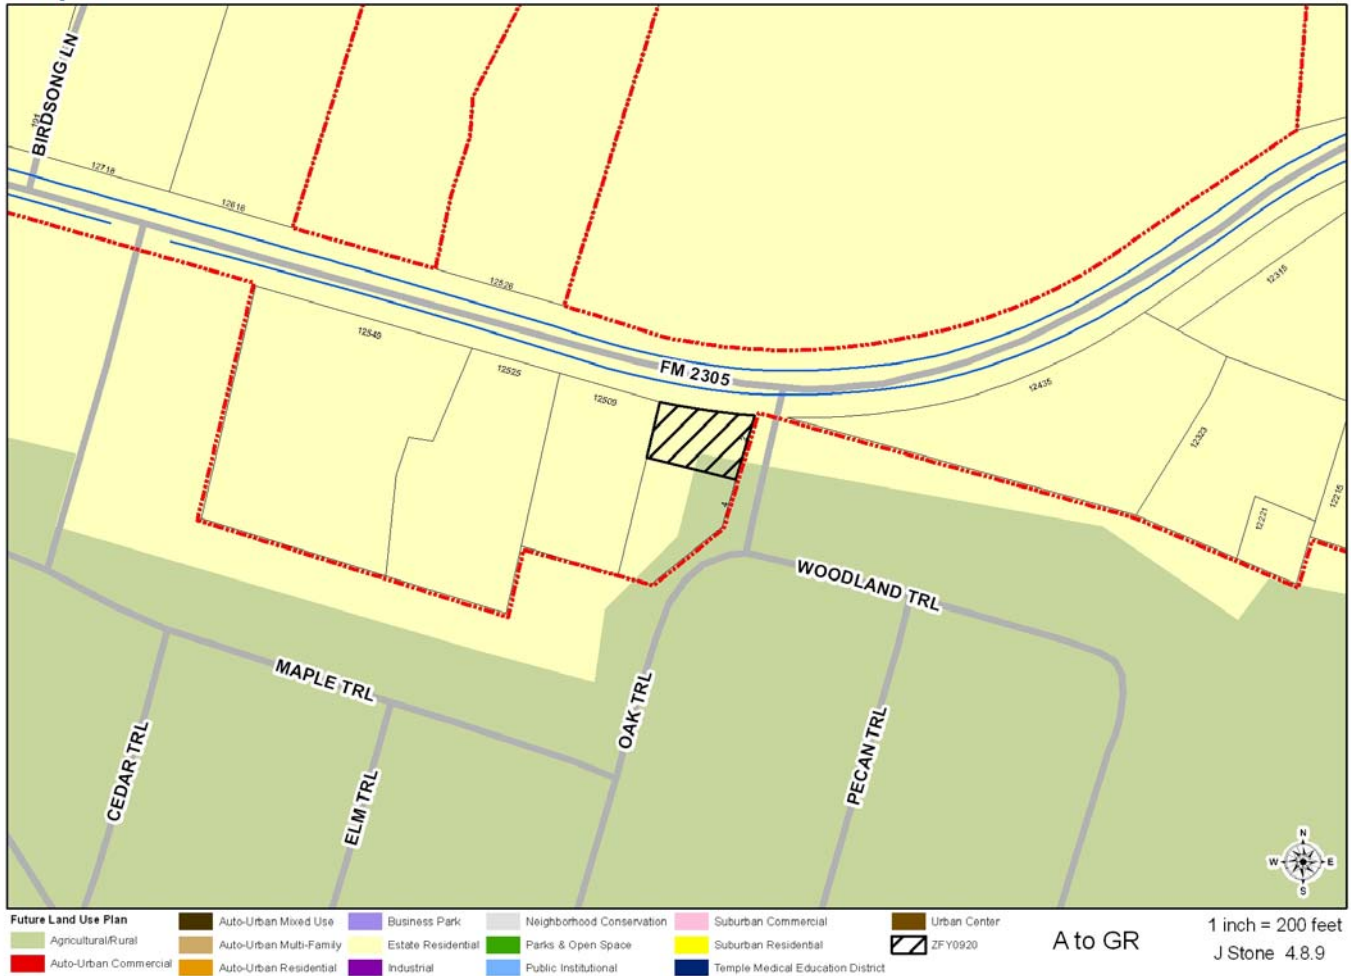 BIRDSONG LN
12718
12616
12526
12549
12525
12509
FM 2305
12435
12315
12323
12221
12215
4
WOODLAND TRL
MAPLE TRL
OAK TRL
CEDAR TRL
ELM TRL
PECAN TRL
N
W E
S
Future Land Use Plan
Agricultural/Rural
Auto-Urban Commercial
Auto-Urban Mixed Use
Auto-Urban Multi-Family
Auto-Urban Residential
Business Park
Estate Residential
Industrial
Neighborhood Conservation
Parks & Open Space
Public Institutional
Suburban Commercial
Suburban Residential
Temple Medical Education District
Urban Center
ZFY0920
A to GR
1 inch = 200 feet
J Stone 4.8.9